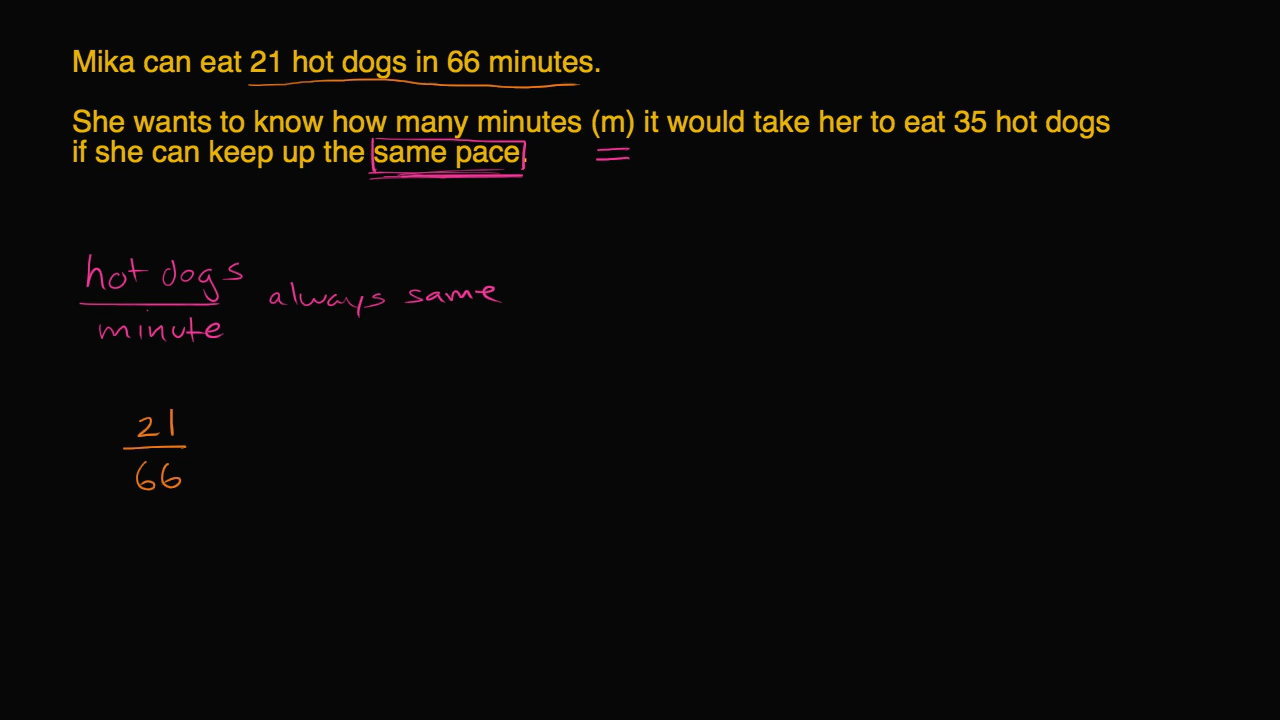 Mika can eat 21 hot dogs in 66 minutes.
She wants to know how many minutes (m) it would take her to eat 35 hot dogs
if she can keep up the same pace.
hot dogs
always same
minute
21
66